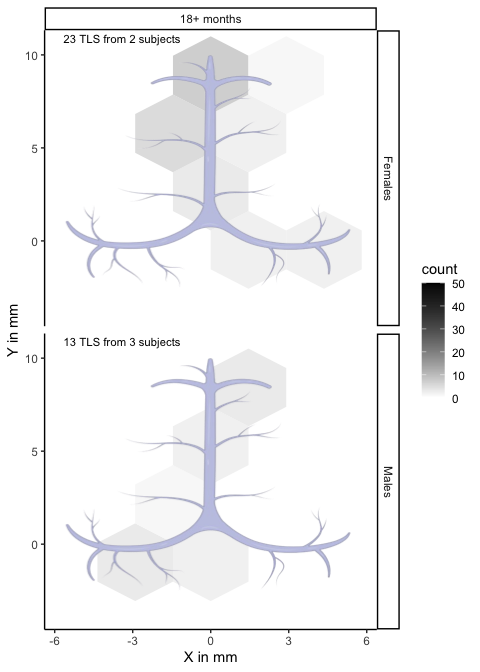 18+ months
23 TLS from 2 subjects
10
5
0
Females
13 TLS from 3 subjects
10
5
0
Males
Y in mm
-6
-3
0
3
6
X in mm
count
50
40
30
20
10
0